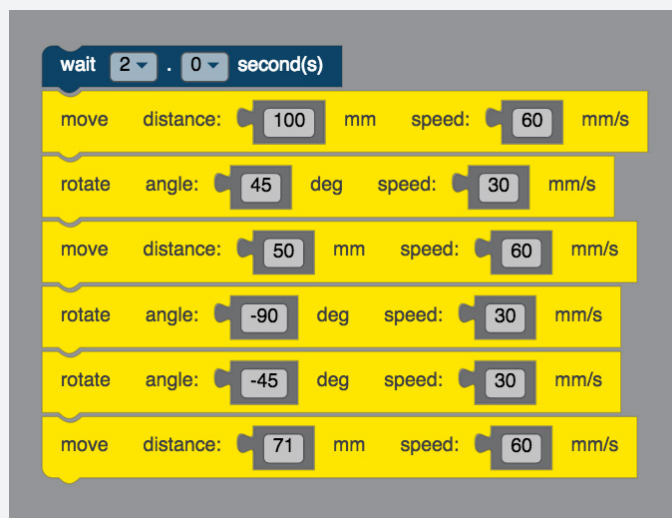 wait 2 . 0 second(s)
move distance: 100 mm speed: 60 mm/s
rotate angle: 45 deg speed: 30 mm/s
move distance: 50 mm speed: 60 mm/s
rotate angle: -90 deg speed: 30 mm/s
rotate angle: -45 deg speed: 30 mm/s
move distance: 71 mm speed: 60 mm/s